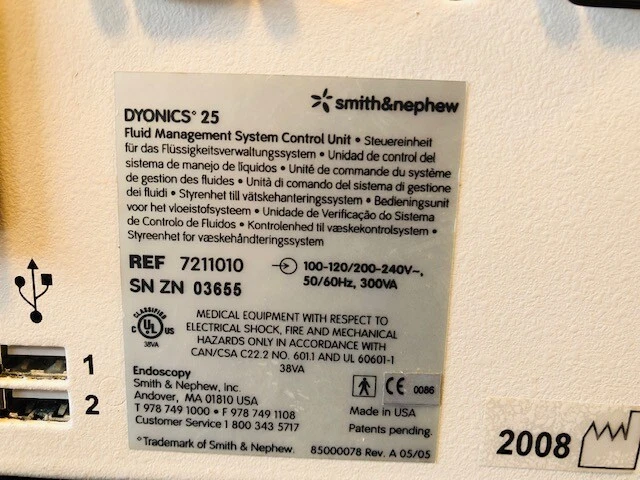 smith&nephew
DYONICS° 25
Fluid Management System Control Unit • Steuereinheit
für das Flüssigkeitsverwaltungssystem • Unidad de control del
sistema de manejo de líquidos • Unité de commande du système
de gestion des fluides • Unità di comando del sistema di gestione
dei fluidi • Styrenhet till vätskehanteringssystem • Bedieningsunit
voor het vloeistofsysteem • Unidade de Verificação do Sistema
de Controlo de Fluidos • Kontrolenhed til væskekontrolsystem •
Styreenhet for væskehåndteringssystem
REF 7211010
100-120/200-240V~,
50/60Hz, 300VA
SN ZN 03655
CLASSIFIED
C UL US
38VA
MEDICAL EQUIPMENT WITH RESPECT TO
ELECTRICAL SHOCK, FIRE AND MECHANICAL
HAZARDS ONLY IN ACCORDANCE WITH
CAN/CSA C22.2 NO. 601.1 AND UL 60601-1
38VA
Endoscopy
Smith & Nephew, Inc.
Andover, MA 01810 USA
T 978 749 1000 • F 978 749 1108
Customer Service 1 800 343 5717
CE 0086
Made in USA
Patents pending.
°Trademark of Smith & Nephew.
85000078 Rev. A 05/05
1
2
2008